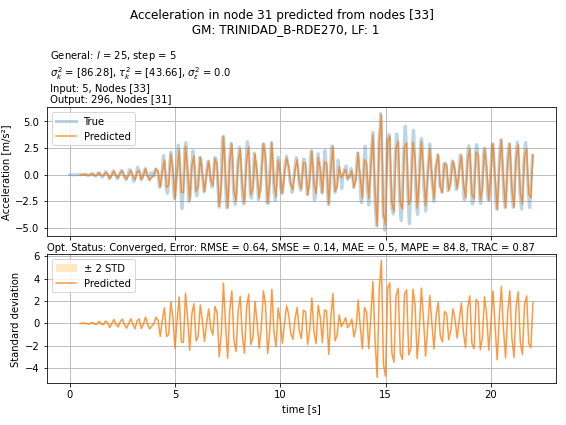 Acceleration in node 31 predicted from nodes [33]
GM: TRINIDAD_B-RDE270, LF: 1
General: l = 25, step = 5
σ²ₖ = [86.28], τ²ₖ = [43.66], σ²ε = 0.0
Input: 5, Nodes [33]
Output: 296, Nodes [31]
Acceleration [m/s²]
5.0
2.5
0.0
−2.5
−5.0
True
Predicted
Opt. Status: Converged, Error: RMSE = 0.64, SMSE = 0.14, MAE = 0.5, MAPE = 84.8, TRAC = 0.87
Standard deviation
6
4
2
0
−2
−4
± 2 STD
Predicted
0 5 10 15 20
time [s]